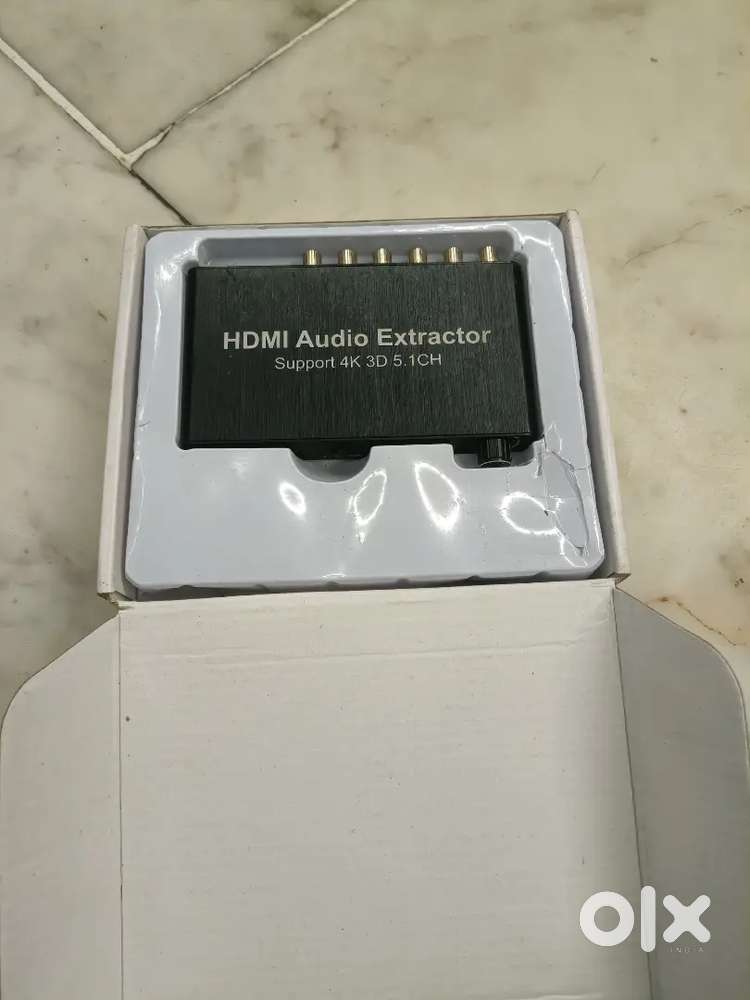 HDMI Audio Extractor
Support 4K 3D 5.1CH
olx
INDIA